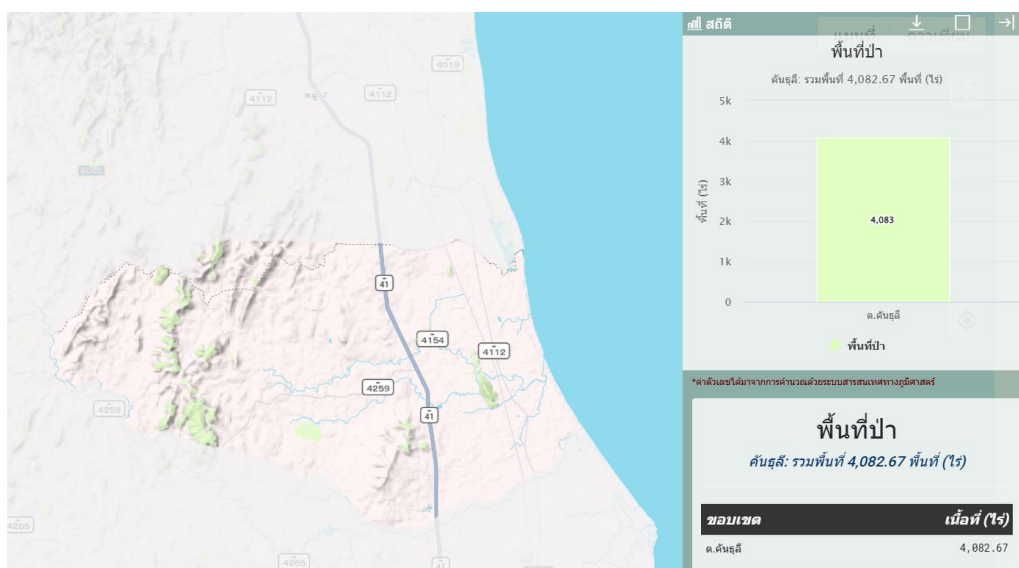 4019
4112
หมู่ 7
4112
41
4154
4112
4259
41
4259
4265
4266
41
สถิติ
แผนที่
พื้นที่ป่า
คันธุลี: รวมพื้นที่ 4,082.67 พื้นที่ (ไร่)
5k
4k
3k
2k
1k
0
พื้นที่ (ไร่)
4,083
ต.คันธุลี
พื้นที่ป่า
*ค่าตัวเลขได้มาจากการคำนวณด้วยระบบสารสนเทศทางภูมิศาสตร์
พื้นที่ป่า
คันธุลี: รวมพื้นที่ 4,082.67 พื้นที่ (ไร่)
ขอบเขต เนื้อที่ (ไร่)
ต.คันธุลี 4,082.67